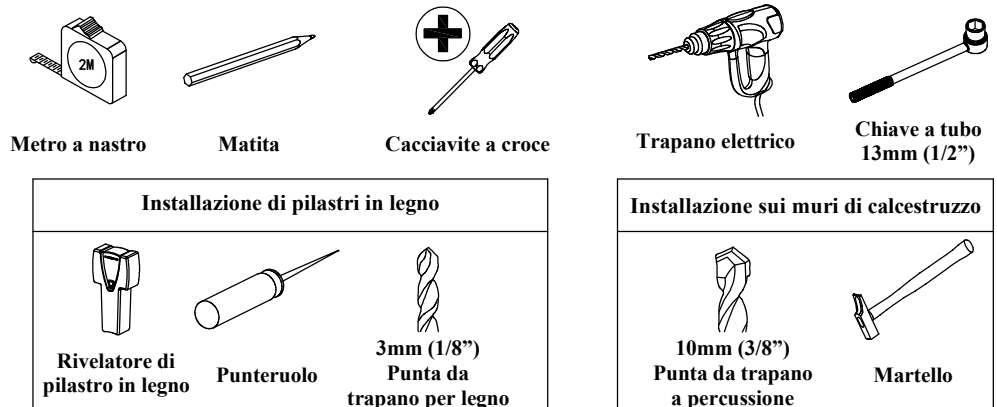 2M
Metro a nastro
Matita
Cacciavite a croce
Trapano elettrico
Chiave a tubo
13mm (1/2”)
Installazione di pilastri in legno
Rivelatore di
pilastro in legno
Punteruolo
3mm (1/8”)
Punta da
trapano per legno
Installazione sui muri di calcestruzzo
10mm (3/8”)
Punta da trapano
a percussione
Martello